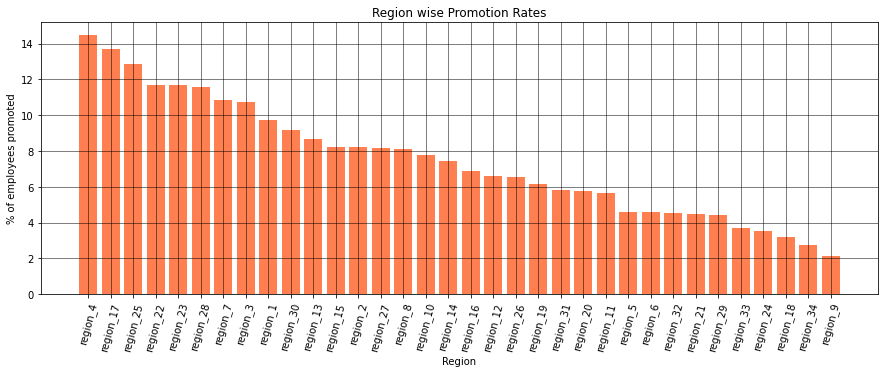 Region wise Promotion Rates
% of employees promoted
14
12
10
8
6
4
2
0
region_4
region_17
region_25
region_22
region_23
region_28
region_7
region_3
region_1
region_30
region_13
region_15
region_2
region_27
region_8
region_10
region_14
region_16
region_12
region_26
region_19
region_31
region_20
region_11
region_5
region_6
region_32
region_21
region_29
region_33
region_24
region_18
region_34
region_9
Region